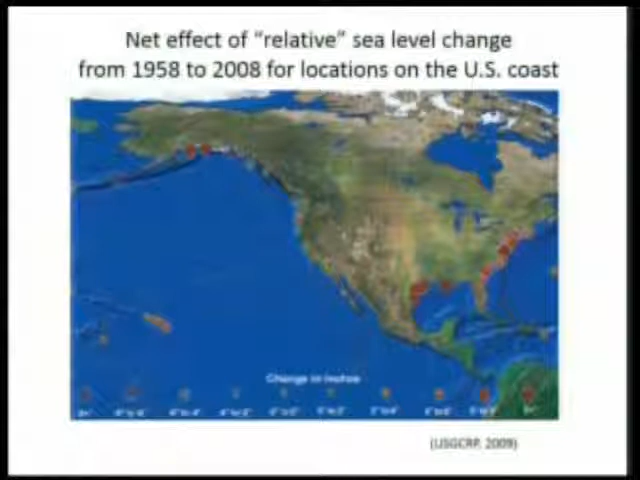 Net effect of “relative” sea level change
from 1958 to 2008 for locations on the U.S. coast
Change in Inches
(USGCRP, 2009)